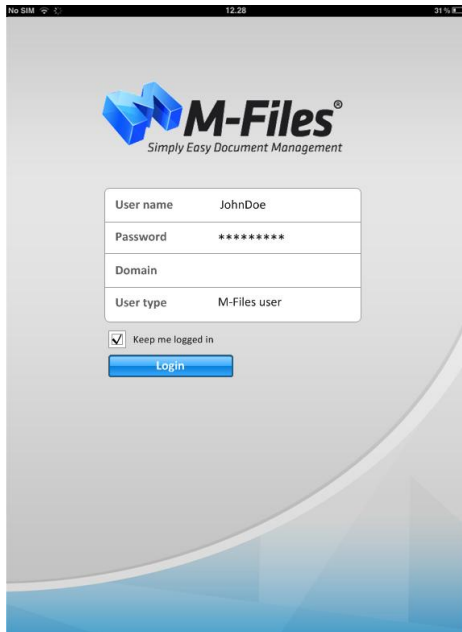 No SIM 12.28 31 %
M-Files®
Simply Easy Document Management
User name JohnDoe
Password *********
Domain
User type M-Files user
Keep me logged in
Login